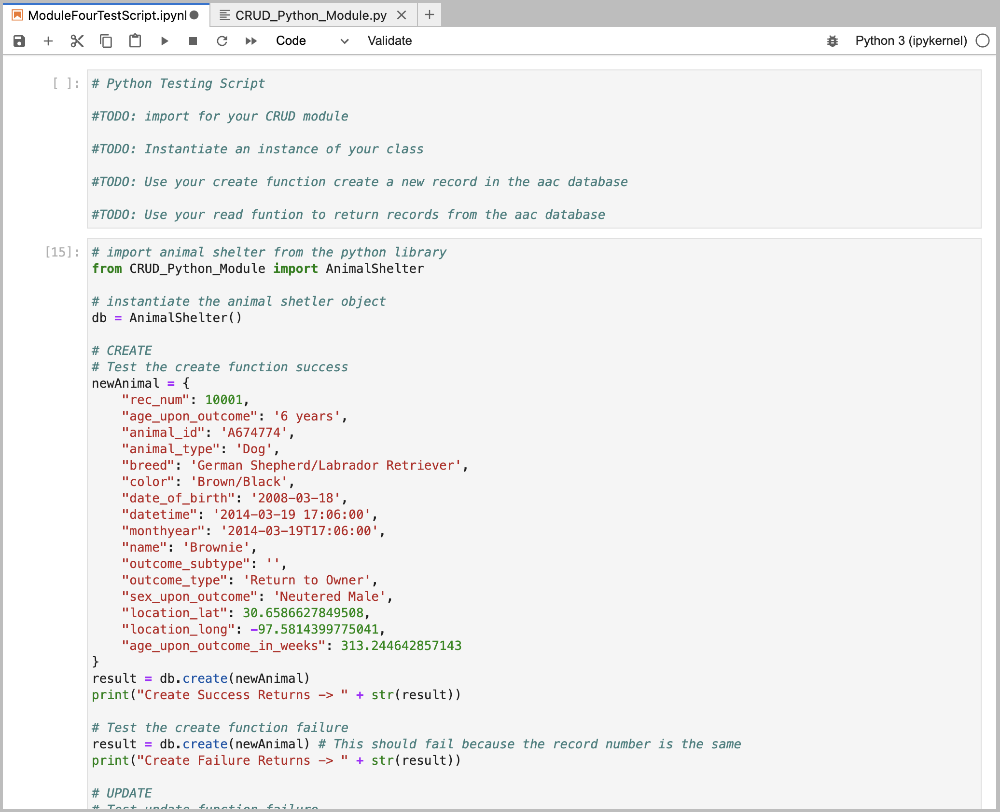 ModuleFourTestScript.ipynl
CRUD_Python_Module.py
Code
Validate
Python 3 (ipykernel)
[ ]:
# Python Testing Script
#TODO: import for your CRUD module
#TODO: Instantiate an instance of your class
#TODO: Use your create function create a new record in the aac database
#TODO: Use your read funtion to return records from the aac database
[15]:
# import animal shelter from the python library
from CRUD_Python_Module import AnimalShelter
# instantiate the animal shetler object
db = AnimalShelter()
# CREATE
# Test the create function success
newAnimal = {
    "rec_num": 10001,
    "age_upon_outcome": '6 years',
    "animal_id": 'A674774',
    "animal_type": 'Dog',
    "breed": 'German Shepherd/Labrador Retriever',
    "color": 'Brown/Black',
    "date_of_birth": '2008-03-18',
    "datetime": '2014-03-19 17:06:00',
    "monthyear": '2014-03-19T17:06:00',
    "name": 'Brownie',
    "outcome_subtype": '',
    "outcome_type": 'Return to Owner',
    "sex_upon_outcome": 'Neutered Male',
    "location_lat": 30.6586627849508,
    "location_long": -97.5814399775041,
    "age_upon_outcome_in_weeks": 313.244642857143
}
result = db.create(newAnimal)
print("Create Success Returns -> " + str(result))
# Test the create function failure
result = db.create(newAnimal) # This should fail because the record number is the same
print("Create Failure Returns -> " + str(result))
# UPDATE
# Test update function failure